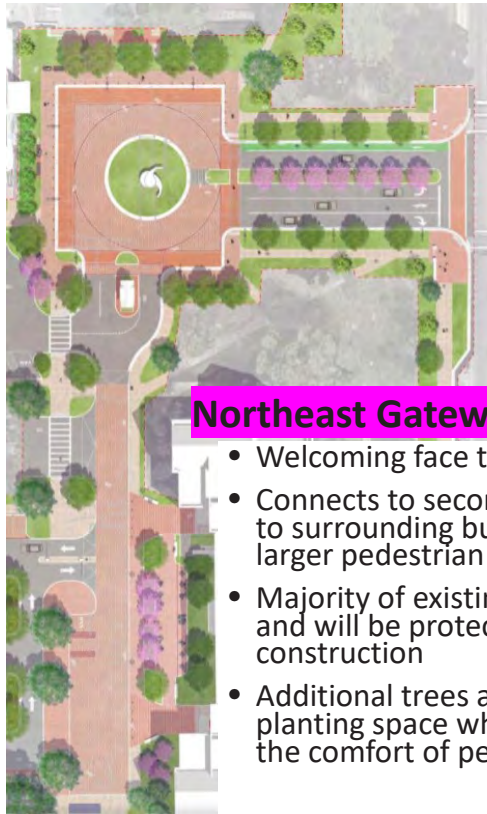 Northeast Gatew
• Welcoming face t
• Connects to secon
to surrounding bu
larger pedestrian
• Majority of existin
and will be protec
construction
• Additional trees a
planting space wh
the comfort of pe